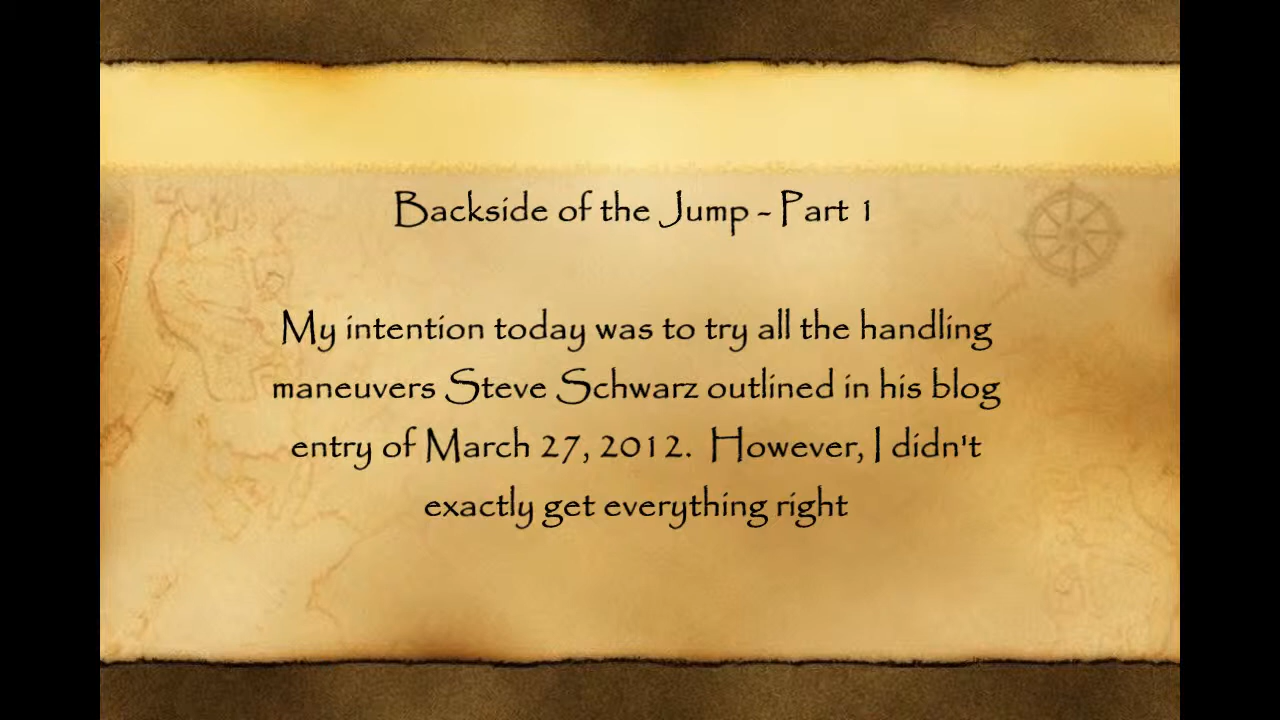 Backside of the Jump - Part 1
My intention today was to try all the handling
maneuvers Steve Schwarz outlined in his blog
entry of March 27, 2012.  However, I didn't
exactly get everything right